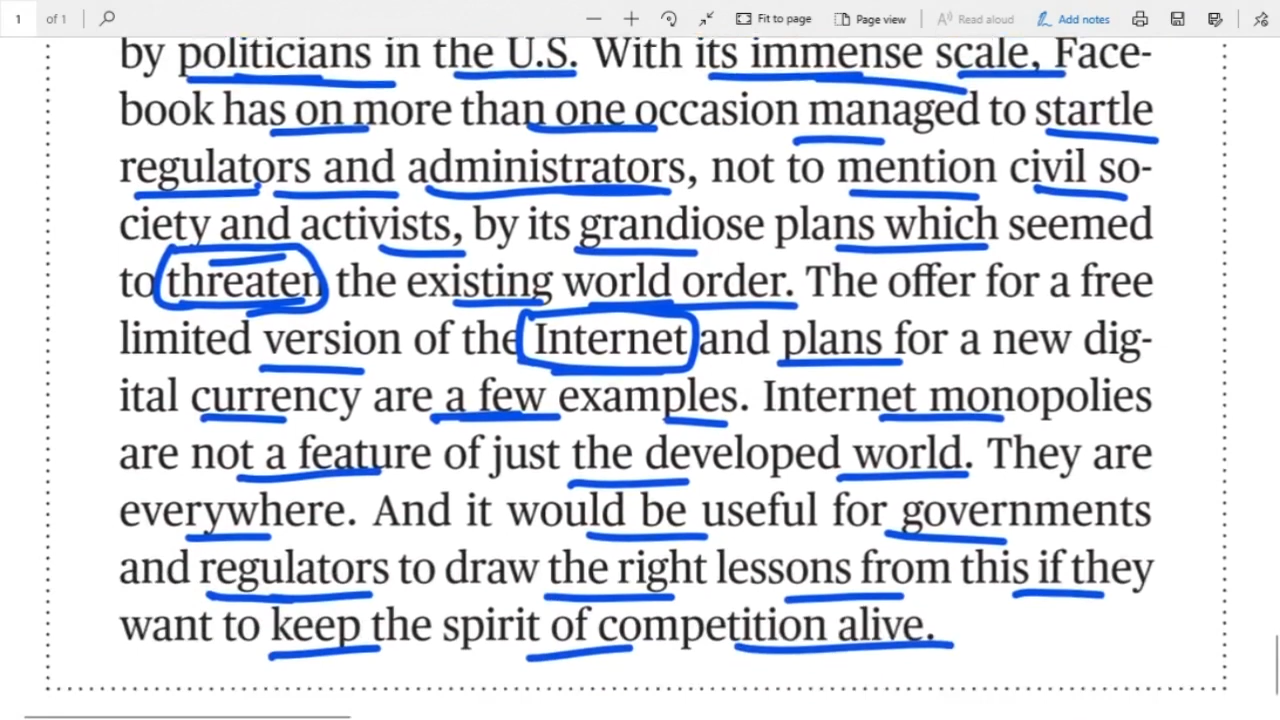 1 of 1 Fit to page Page view Read aloud Add notes
by politicians in the U.S. With its immense scale, Face-
book has on more than one occasion managed to startle
regulators and administrators, not to mention civil so-
ciety and activists, by its grandiose plans which seemed
to threaten the existing world order. The offer for a free
limited version of the Internet and plans for a new dig-
ital currency are a few examples. Internet monopolies
are not a feature of just the developed world. They are
everywhere. And it would be useful for governments
and regulators to draw the right lessons from this if they
want to keep the spirit of competition alive.